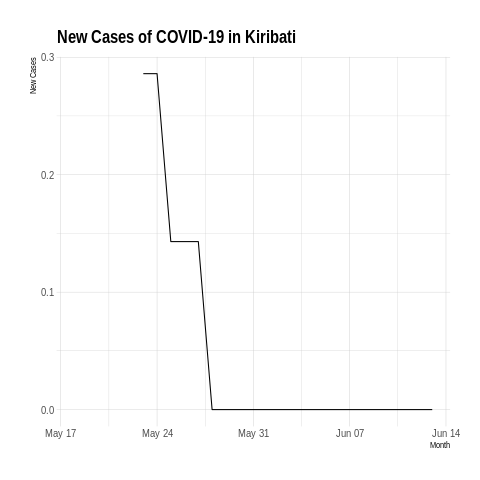 New Cases of COVID-19 in Kiribati
New Cases
0.3
0.2
0.1
0.0
May 17 May 24 May 31 Jun 07 Jun 14
Month